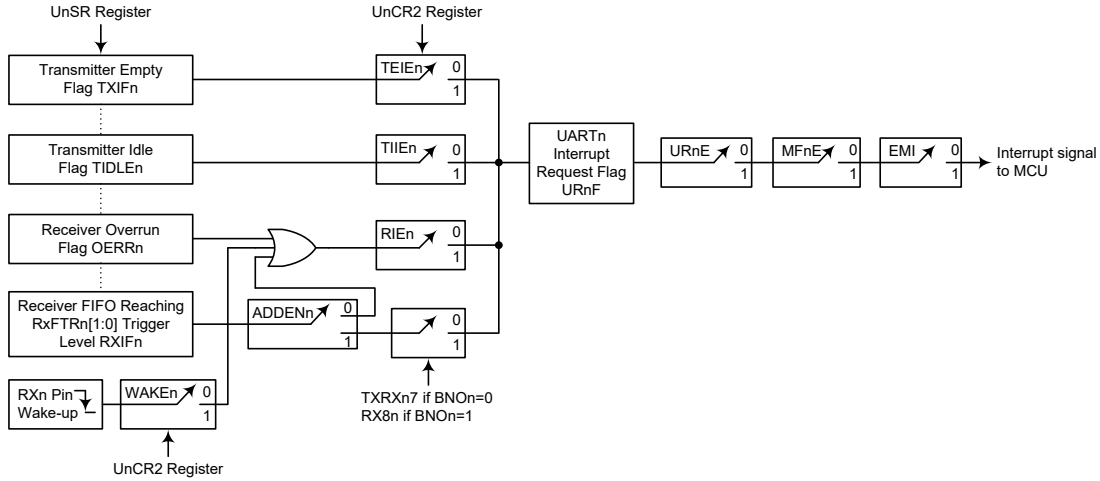 UnSR Register
UnCR2 Register
Transmitter Empty
Flag TXIFn
TEIEn
0
1
Transmitter Idle
Flag TIDLEn
TIIEn
0
1
UARTn
Interrupt
Request Flag
URnF
URnE
0
1
MFnE
0
1
EMI
0
1
Interrupt signal
to MCU
Receiver Overrun
Flag OERRn
RIEn
0
1
Receiver FIFO Reaching
RxFTRn[1:0] Trigger
Level RXIFn
ADDENn
0
1
0
1
RXn Pin
Wake-up
WAKEn
0
1
TXRXn7 if BNOn=0
RX8n if BNOn=1
UnCR2 Register